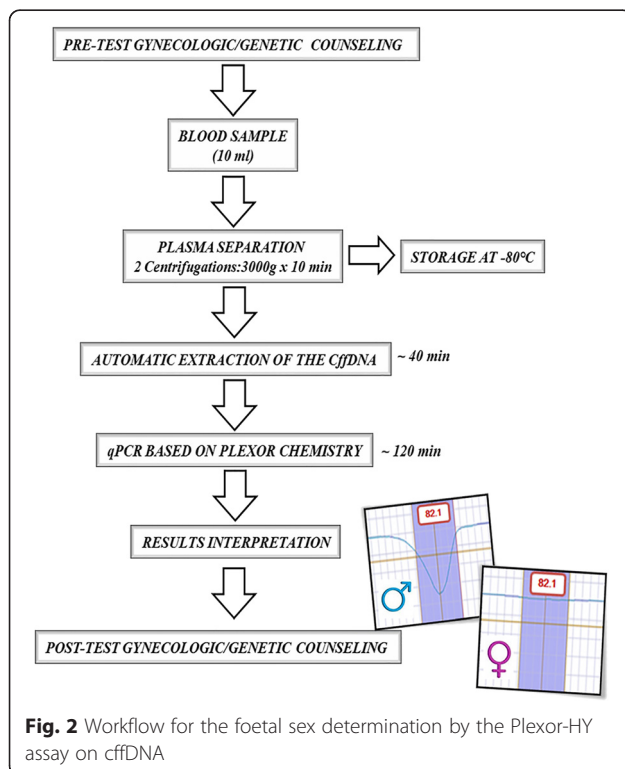 PRE-TEST GYNECOLOGIC/GENETIC COUNSELING
BLOOD SAMPLE
(10 ml)
PLASMA SEPARATION
2 Centrifugations:3000g x 10 min
STORAGE AT -80°C
AUTOMATIC EXTRACTION OF THE CffDNA
~ 40 min
qPCR BASED ON PLEXOR CHEMISTRY
~ 120 min
RESULTS INTERPRETATION
82.1
♂
82.1
♀
POST-TEST GYNECOLOGIC/GENETIC COUNSELING
Fig. 2 Workflow for the foetal sex determination by the Plexor-HY
assay on cffDNA